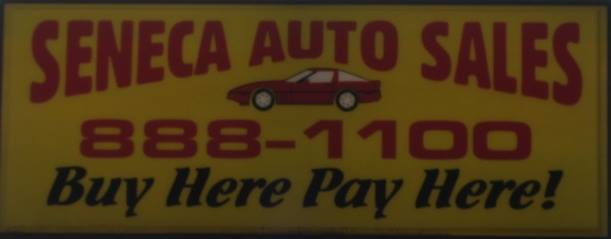 SENECA AUTO SALES
888-1100
Buy Here Pay Here!